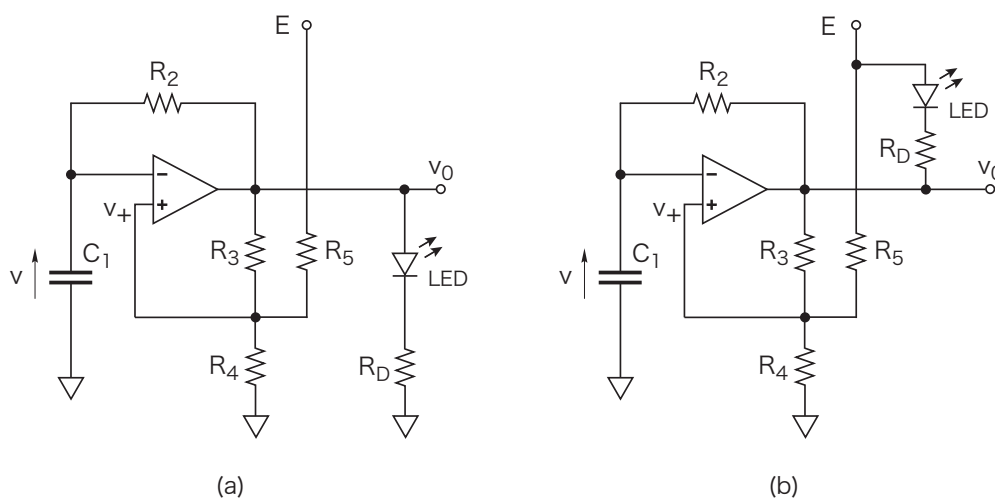 E
R2
−
+
v+
v0
C1
v
R3
R5
LED
R4
RD
(a)
E
R2
LED
RD
v0
−
+
v+
C1
v
R3
R5
R4
(b)